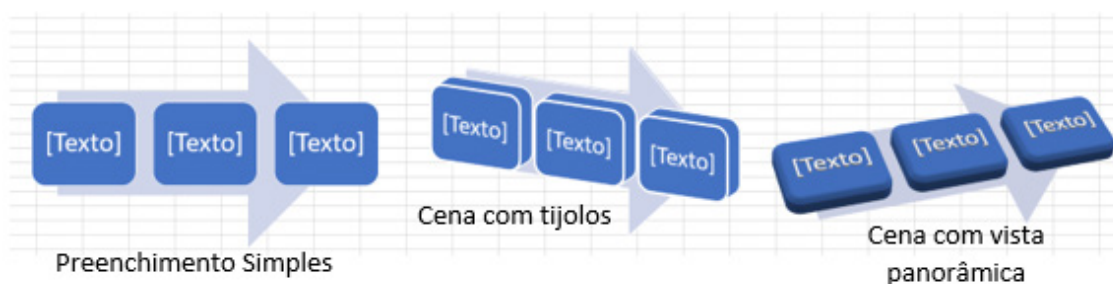 [Texto] [Texto] [Texto]
Preenchimento Simples
[Texto] [Texto] [Texto]
Cena com tijolos
[Texto] [Texto] [Texto]
Cena com vista
panorâmica